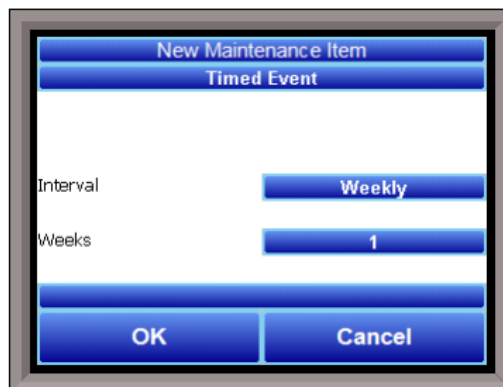 New Maintenance Item
Timed Event
Interval Weekly
Weeks 1
OK Cancel